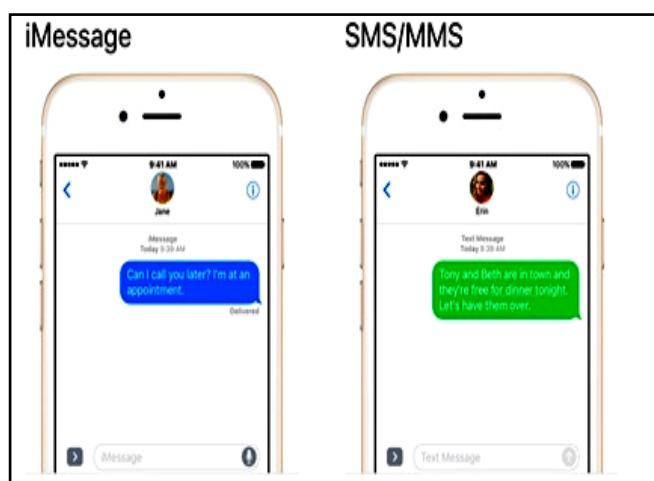 iMessage
SMS/MMS
9:41 AM
100%
Jane
iMessage
Today 9:39 AM
Can I call you later? I'm at an
appointment.
Delivered
iMessage
9:41 AM
100%
Erin
Text Message
Today 9:39 AM
Tony and Beth are in town and
they're free for dinner tonight.
Let's have them over.
Text Message